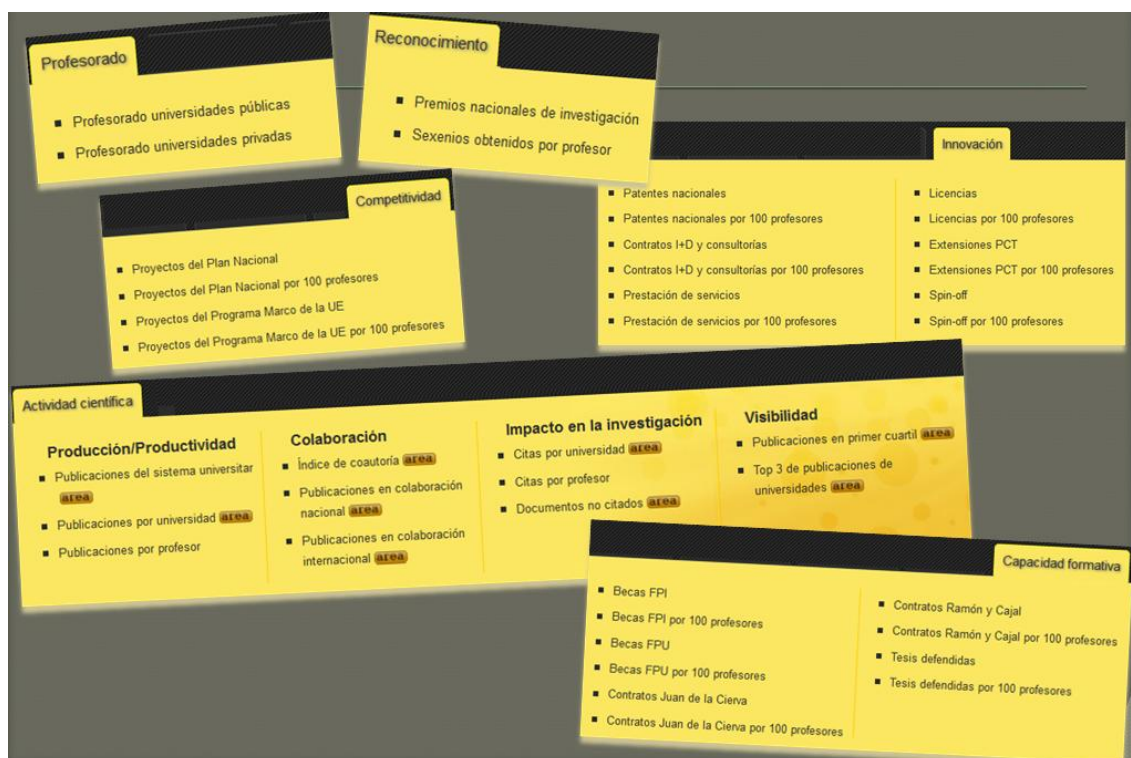 Profesorado
Profesorado universidades públicas
Profesorado universidades privadas
Reconocimiento
Premios nacionales de investigación
Sexenios obtenidos por profesor
Competitividad
Proyectos del Plan Nacional
Proyectos del Plan Nacional por 100 profesores
Proyectos del Programa Marco de la UE
Proyectos del Programa Marco de la UE por 100 profesores
Innovación
Patentes nacionales
Patentes nacionales por 100 profesores
Contratos I+D y consultorías
Contratos I+D y consultorías por 100 profesores
Prestación de servicios
Prestación de servicios por 100 profesores
Licencias
Licencias por 100 profesores
Extensiones PCT
Extensiones PCT por 100 profesores
Spin-off
Spin-off por 100 profesores
Actividad científica
Producción/Productividad
Publicaciones del sistema universitar
area
Publicaciones por universidad area
Publicaciones por profesor
Colaboración
Índice de coautoría area
Publicaciones en colaboración
nacional area
Publicaciones en colaboración
internacional area
Impacto en la investigación
Citas por universidad area
Citas por profesor
Documentos no citados area
Visibilidad
Publicaciones en primer cuartil area
Top 3 de publicaciones de
universidades area
Capacidad formativa
Becas FPI
Becas FPI por 100 profesores
Becas FPU
Becas FPU por 100 profesores
Contratos Juan de la Cierva
Contratos Juan de la Cierva por 100 profesores
Contratos Ramón y Cajal
Contratos Ramón y Cajal por 100 profesores
Tesis defendidas
Tesis defendidas por 100 profesores